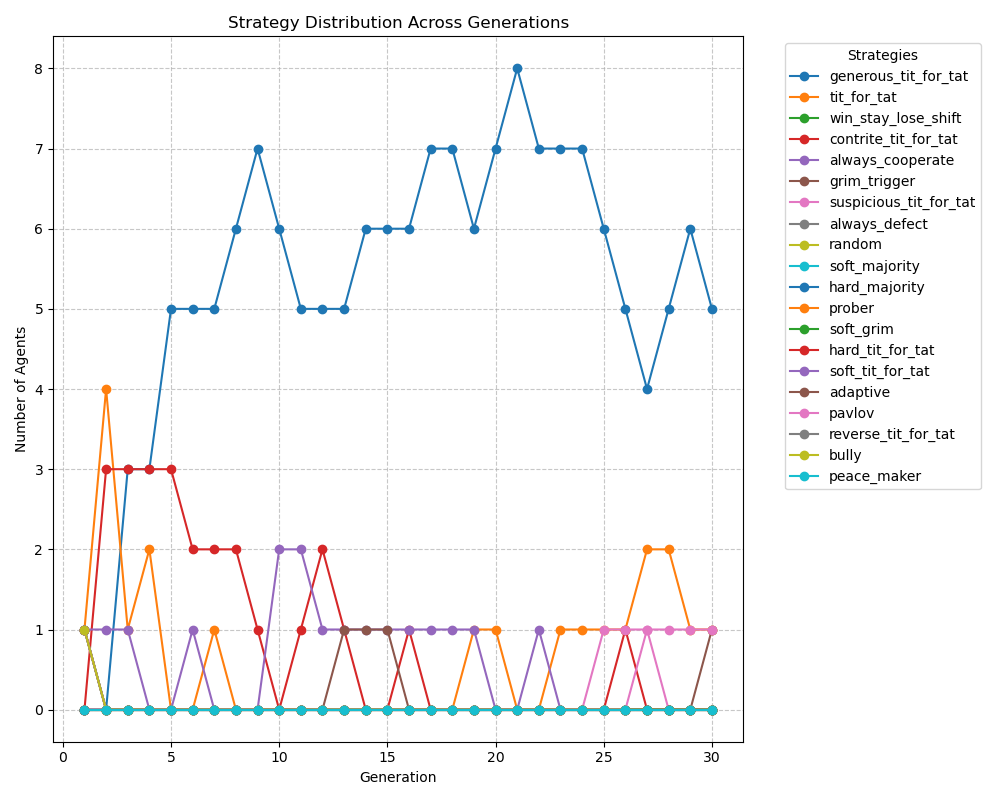 Strategy Distribution Across Generations
Number of Agents
8
7
6
5
4
3
2
1
0
0 5 10 15 20 25 30
Generation
Strategies
generous_tit_for_tat
tit_for_tat
win_stay_lose_shift
contrite_tit_for_tat
always_cooperate
grim_trigger
suspicious_tit_for_tat
always_defect
random
soft_majority
hard_majority
prober
soft_grim
hard_tit_for_tat
soft_tit_for_tat
adaptive
pavlov
reverse_tit_for_tat
bully
peace_maker